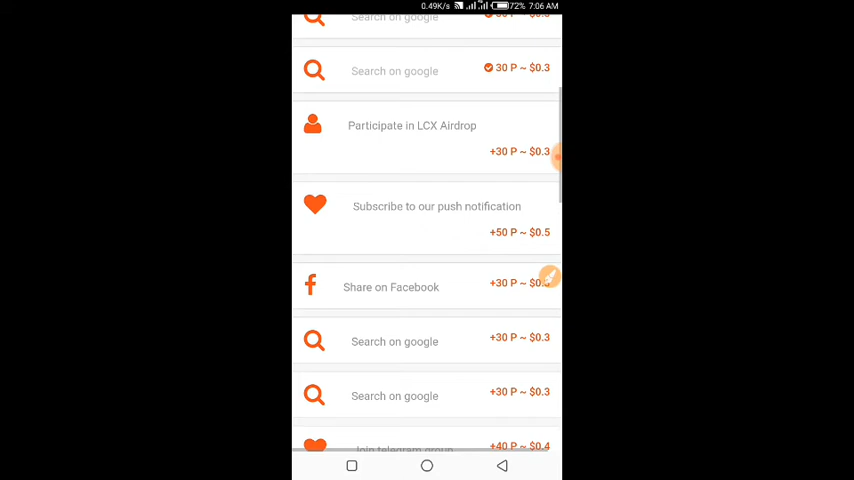 0.49K/s 72% 7:06 AM
Search on google
Search on google 30 P ~ $0.3
Participate in LCX Airdrop
+30 P ~ $0.3
Subscribe to our push notification
+50 P ~ $0.5
Share on Facebook +30 P ~
Search on google +30 P ~ $0.3
Search on google +30 P ~ $0.3
Join telegram group +40 P ~ $0.4